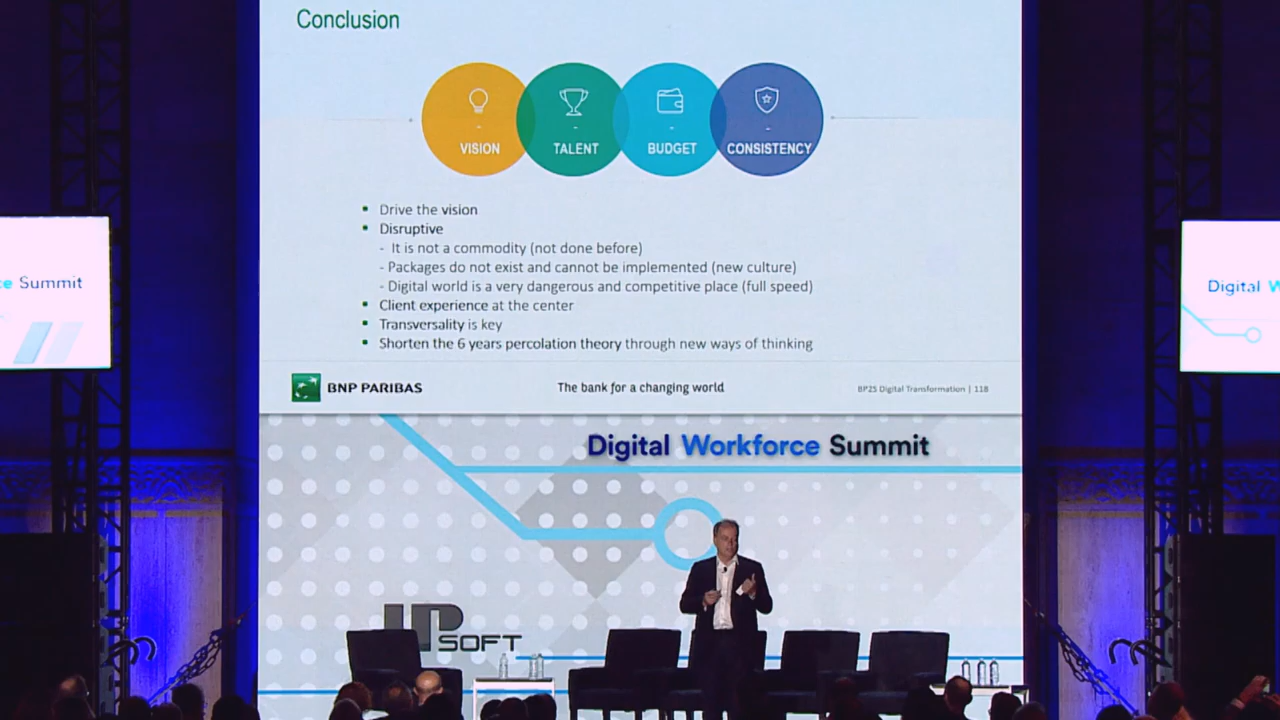 Conclusion
VISION
TALENT
BUDGET
CONSISTENCY
▪ Drive the vision
▪ Disruptive
- It is not a commodity (not done before)
- Packages do not exist and cannot be implemented (new culture)
- Digital world is a very dangerous and competitive place (full speed)
▪ Client experience at the center
▪ Transversality is key
▪ Shorten the 6 years percolation theory through new ways of thinking
BNP PARIBAS
The bank for a changing world
BP2S Digital Transformation | 118
Summit
Digital W
Digital Workforce Summit
IPSOFT